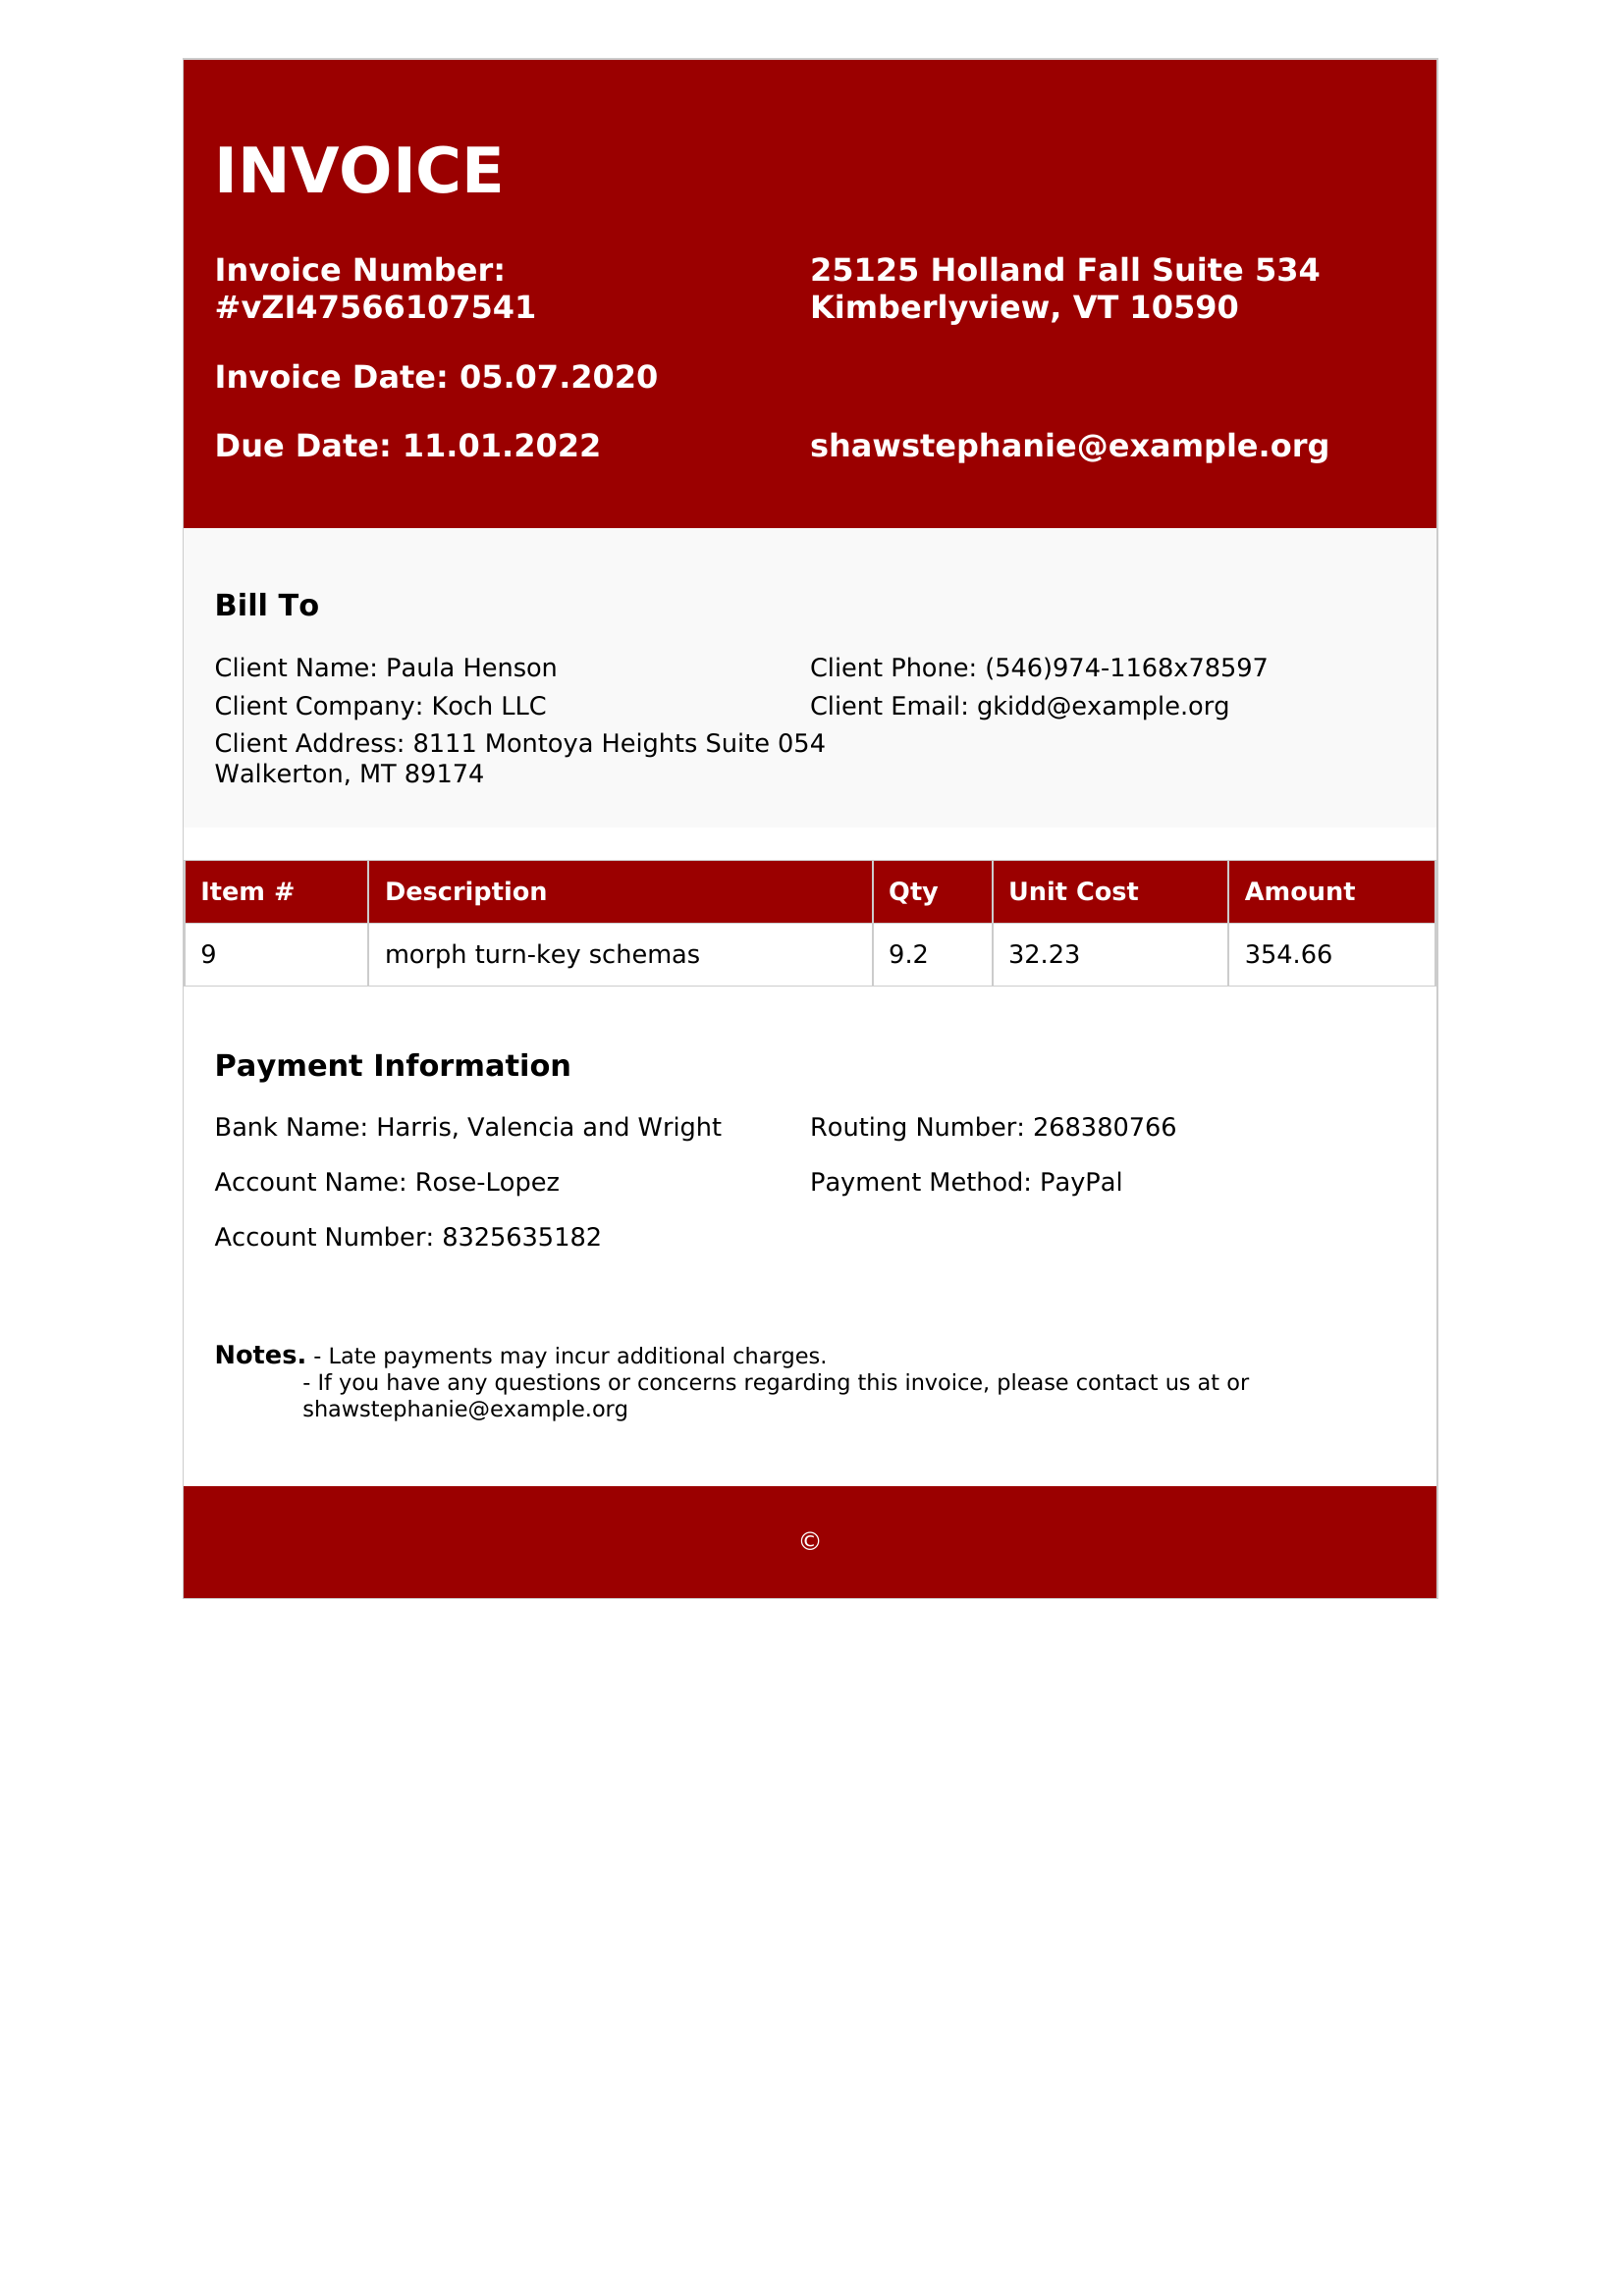 INVOICE
Invoice Number:
#vZI47566107541
25125 Holland Fall Suite 534
Kimberlyview, VT 10590
Invoice Date: 05.07.2020
Due Date: 11.01.2022
shawstephanie@example.org
Bill To
Client Name: Paula Henson
Client Phone: (546)974-1168x78597
Client Company: Koch LLC
Client Email: gkidd@example.org
Client Address: 8111 Montoya Heights Suite 054
Walkerton, MT 89174
Item # Description Qty Unit Cost Amount
9 morph turn-key schemas 9.2 32.23 354.66
Payment Information
Bank Name: Harris, Valencia and Wright
Routing Number: 268380766
Account Name: Rose-Lopez
Payment Method: PayPal
Account Number: 8325635182
Notes. - Late payments may incur additional charges.
- If you have any questions or concerns regarding this invoice, please contact us at or
shawstephanie@example.org
©